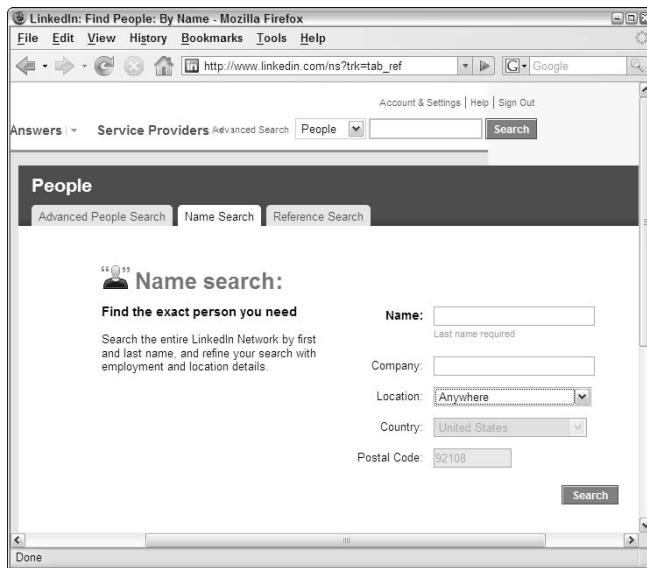 LinkedIn: Find People: By Name - Mozilla Firefox
File Edit View History Bookmarks Tools Help
http://www.linkedin.com/ns?trk=tab_ref G Google
Account & Settings | Help | Sign Out
Answers | Service Providers Advanced Search People Search
People
Advanced People Search Name Search Reference Search
Name search:
Find the exact person you need
Name:
Last name required
Search the entire LinkedIn Network by first
and last name, and refine your search with
employment and location details.
Company:
Location: Anywhere
Country: United States
Postal Code: 92108
Search
Done